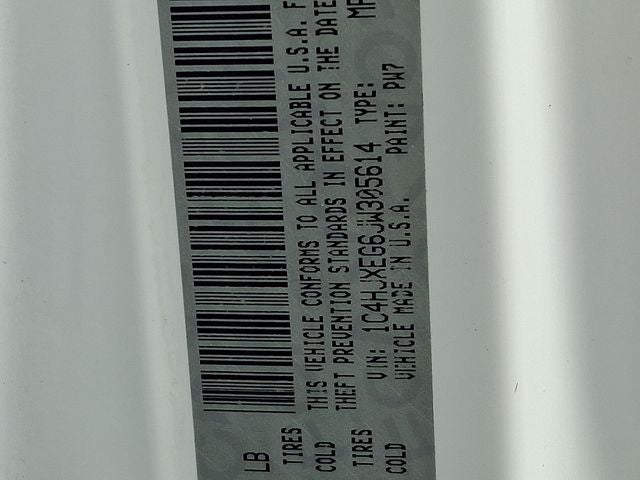 LB
TIRES
COLD
TIRES
COLD
THIS VEHICLE CONFORMS TO ALL APPLICABLE U.S.A. F
THEFT PREVENTION STANDARDS IN EFFECT ON THE DATE
VIN: 1C4HJXEG6JW305614 TYPE: MP
VEHICLE MADE IN U.S.A. PAINT: PW7